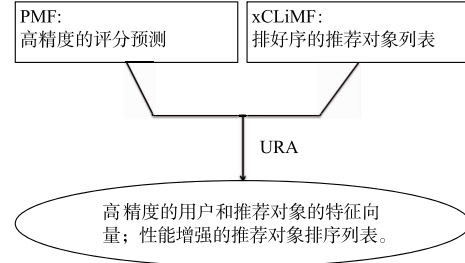 PMF:
高精度的评分预测
xCLiMF:
排好序的推荐对象列表
URA
高精度的用户和推荐对象的特征向
量；性能增强的推荐对象排序列表。